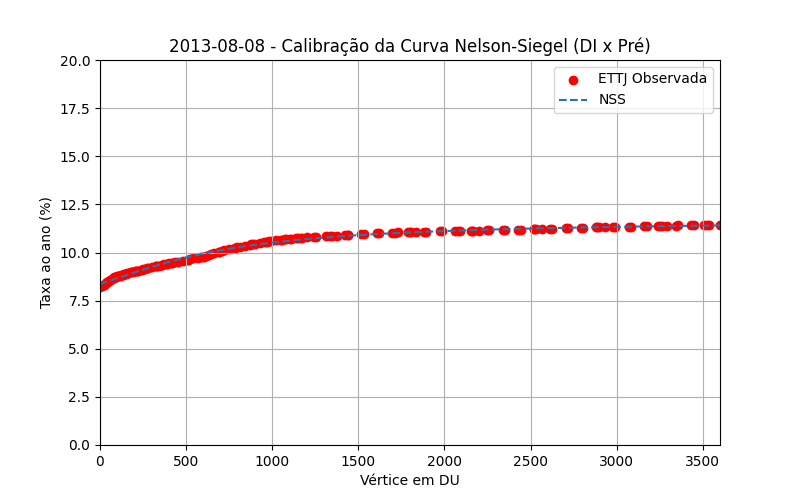 2013-08-08 - Calibração da Curva Nelson-Siegel (DI x Pré)
ETTJ Observada
NSS
Taxa ao ano (%)
20.0
17.5
15.0
12.5
10.0
7.5
5.0
2.5
0.0
0 500 1000 1500 2000 2500 3000 3500
Vértice em DU